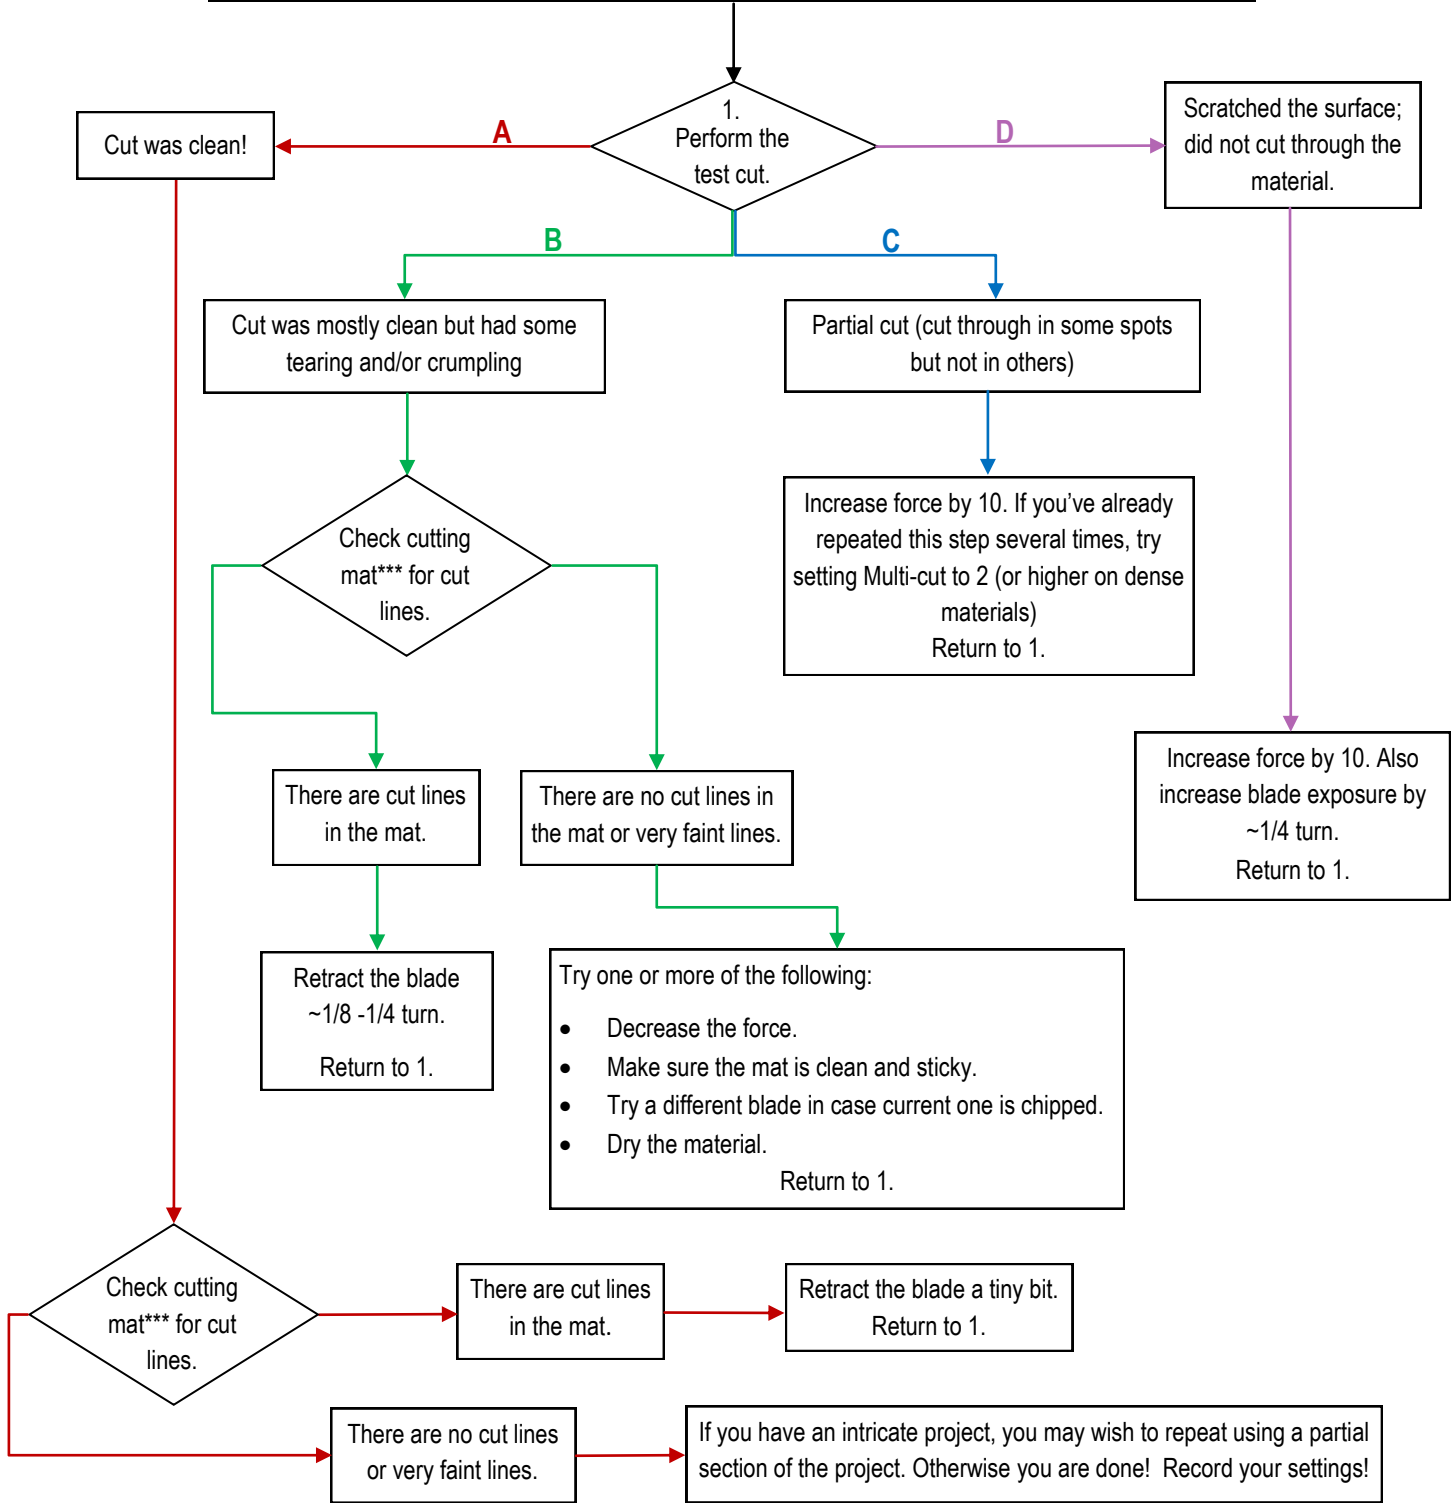 1.
Perform the
test cut.
A
D
Cut was clean!
Scratched the surface;
did not cut through the
material.
B
C
Cut was mostly clean but had some
tearing and/or crumpling
Partial cut (cut through in some spots
but not in others)
Check cutting
mat*** for cut
lines.
Increase force by 10. If you’ve already
repeated this step several times, try
setting Multi-cut to 2 (or higher on dense
materials)
Return to 1.
There are cut lines
in the mat.
There are no cut lines in
the mat or very faint lines.
Increase force by 10. Also
increase blade exposure by
~1/4 turn.
Return to 1.
Retract the blade
~1/8 -1/4 turn.
Return to 1.
Try one or more of the following:
• Decrease the force.
• Make sure the mat is clean and sticky.
• Try a different blade in case current one is chipped.
• Dry the material.
Return to 1.
Check cutting
mat*** for cut
lines.
There are cut lines
in the mat.
Retract the blade a tiny bit.
Return to 1.
There are no cut lines
or very faint lines.
If you have an intricate project, you may wish to repeat using a partial
section of the project. Otherwise you are done!  Record your settings!